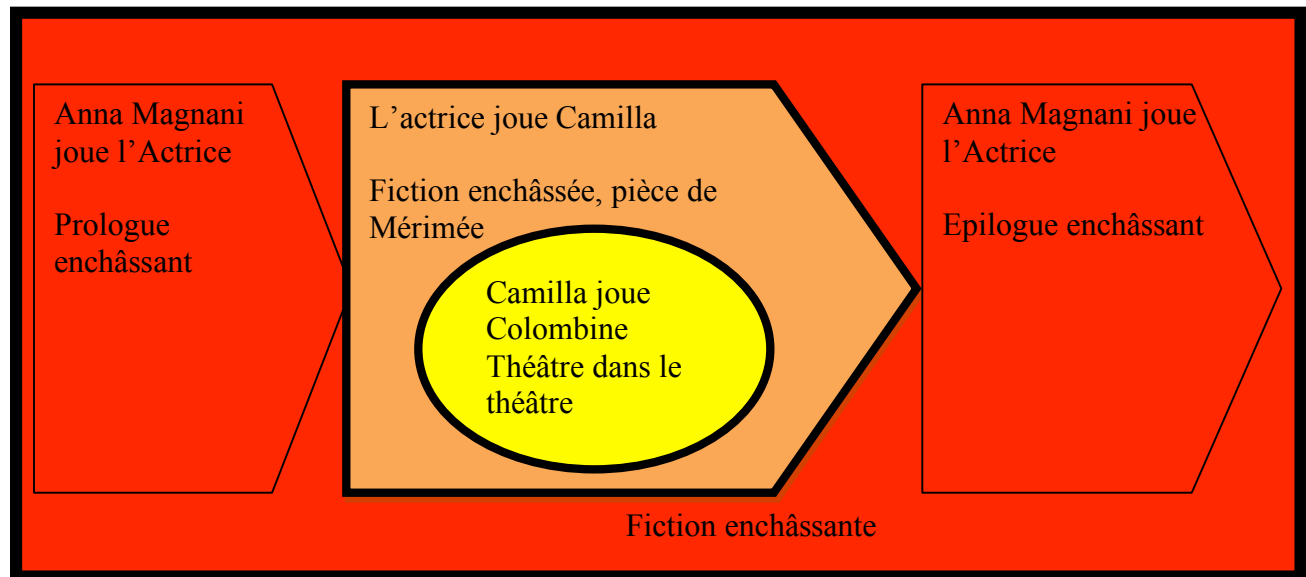 Anna Magnani
joue l’Actrice
Prologue
enchâssant
L’actrice joue Camilla
Fiction enchâssée, pièce de
Mérimée
Camilla joue
Colombine
Théâtre dans le
théâtre
Anna Magnani joue
l’Actrice
Epilogue enchâssant
Fiction enchâssante